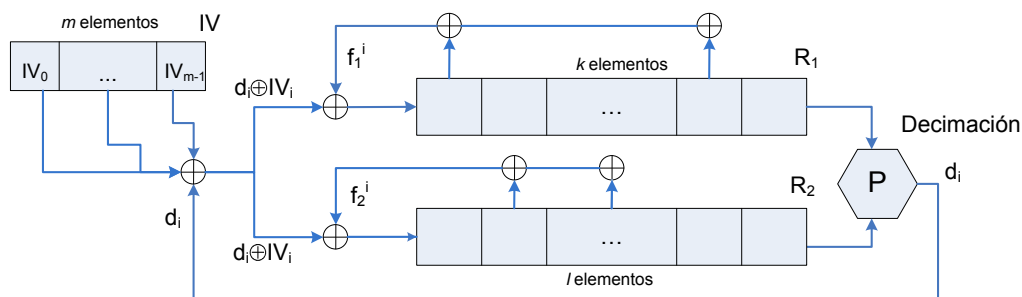 m elementos
IV
IV0
...
IVm-1
di⊕IVi
f1i
k elementos
R1
...
Decimación
P
di
di
di⊕IVi
f2i
R2
...
l elementos